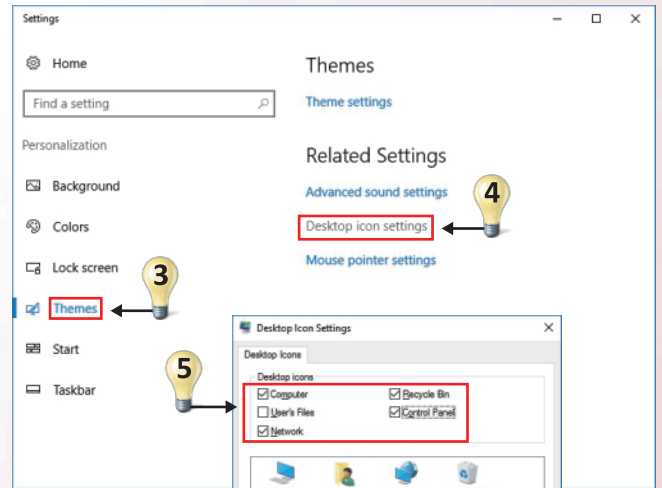 Settings
Home
Find a setting
Personalization
Background
Colors
Lock screen
3
Themes
Start
Taskbar
Themes
Theme settings
Related Settings
Advanced sound settings
4
Desktop icon settings
Mouse pointer settings
5
Desktop Icon Settings
Desktop Icons
Desktop icons
Computer
Recycle Bin
User's Files
Control Panel
Network